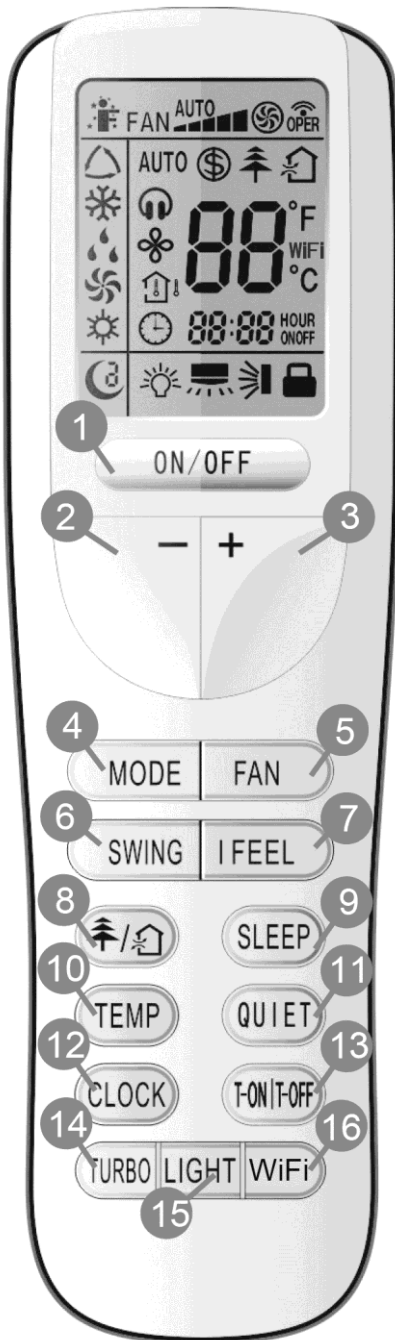 FAN AUTO OPER
AUTO
88 °F
WiFi
°C
88:88 HOUR
ONOFF
1 ON/OFF
2 − + 3
4 MODE FAN 5
6 SWING I FEEL 7
8 / SLEEP 9
10 TEMP QUIET 11
12 CLOCK T-ON|T-OFF 13
14 TURBO LIGHT WiFi 16
15